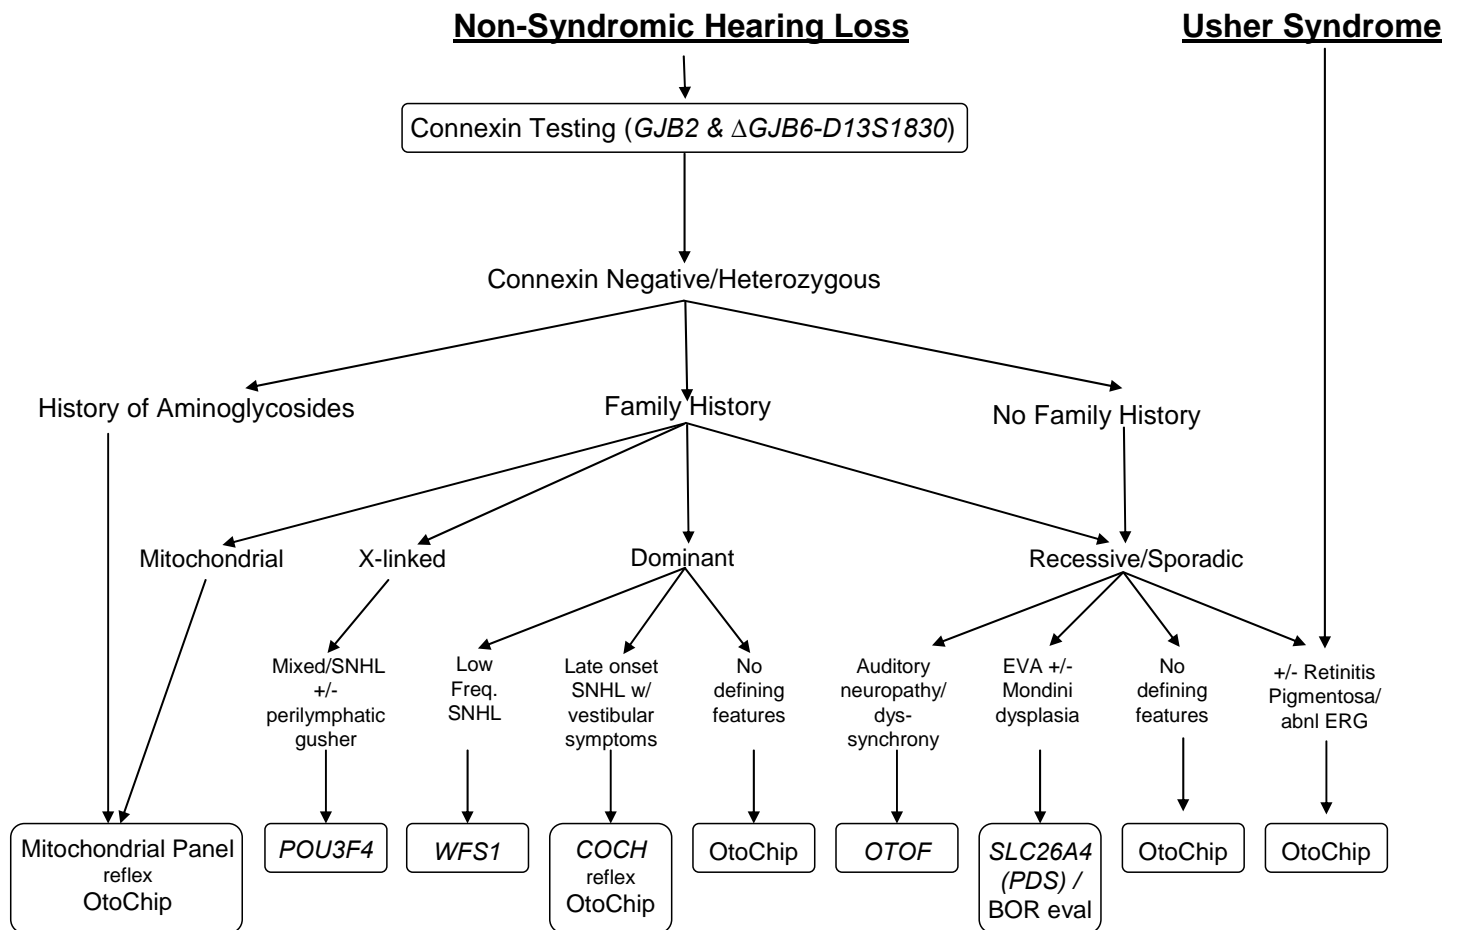 Non-Syndromic Hearing Loss
Usher Syndrome
Connexin Testing (GJB2 & ∆GJB6-D13S1830)
Connexin Negative/Heterozygous
History of Aminoglycosides
Family History
No Family History
Mitochondrial
X-linked
Dominant
Recessive/Sporadic
Mixed/SNHL
+/-
perilymphatic
gusher
Low
Freq.
SNHL
Late onset
SNHL w/
vestibular
symptoms
No
defining
features
Auditory
neuropathy/
dys-
synchrony
EVA +/-
Mondini
dysplasia
No
defining
features
+/- Retinitis
Pigmentosa/
abnl ERG
Mitochondrial Panel
reflex
OtoChip
POU3F4
WFS1
COCH
reflex
OtoChip
OtoChip
OTOF
SLC26A4
(PDS) /
BOR eval
OtoChip
OtoChip